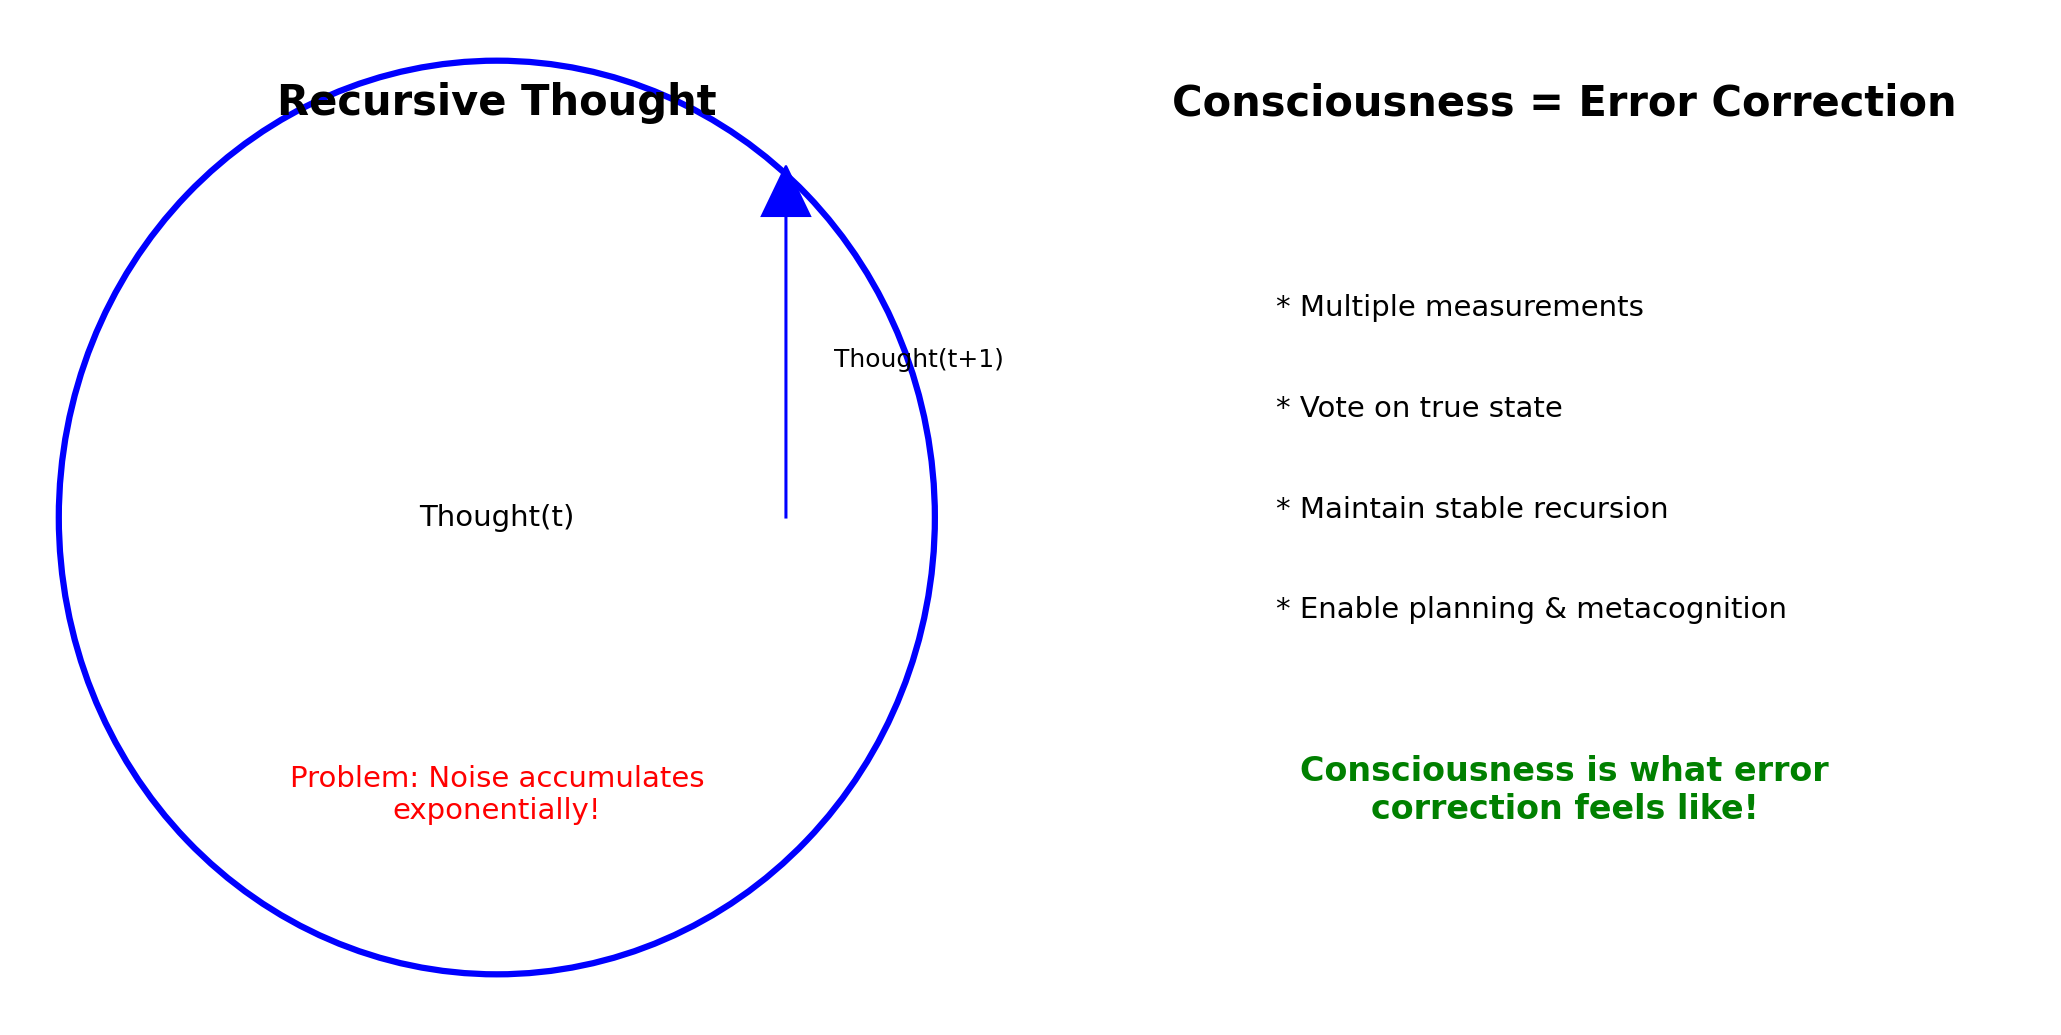 Recursive Thought
Thought(t+1)
Thought(t)
Problem: Noise accumulates
exponentially!
Consciousness = Error Correction
* Multiple measurements
* Vote on true state
* Maintain stable recursion
* Enable planning & metacognition
Consciousness is what error
correction feels like!